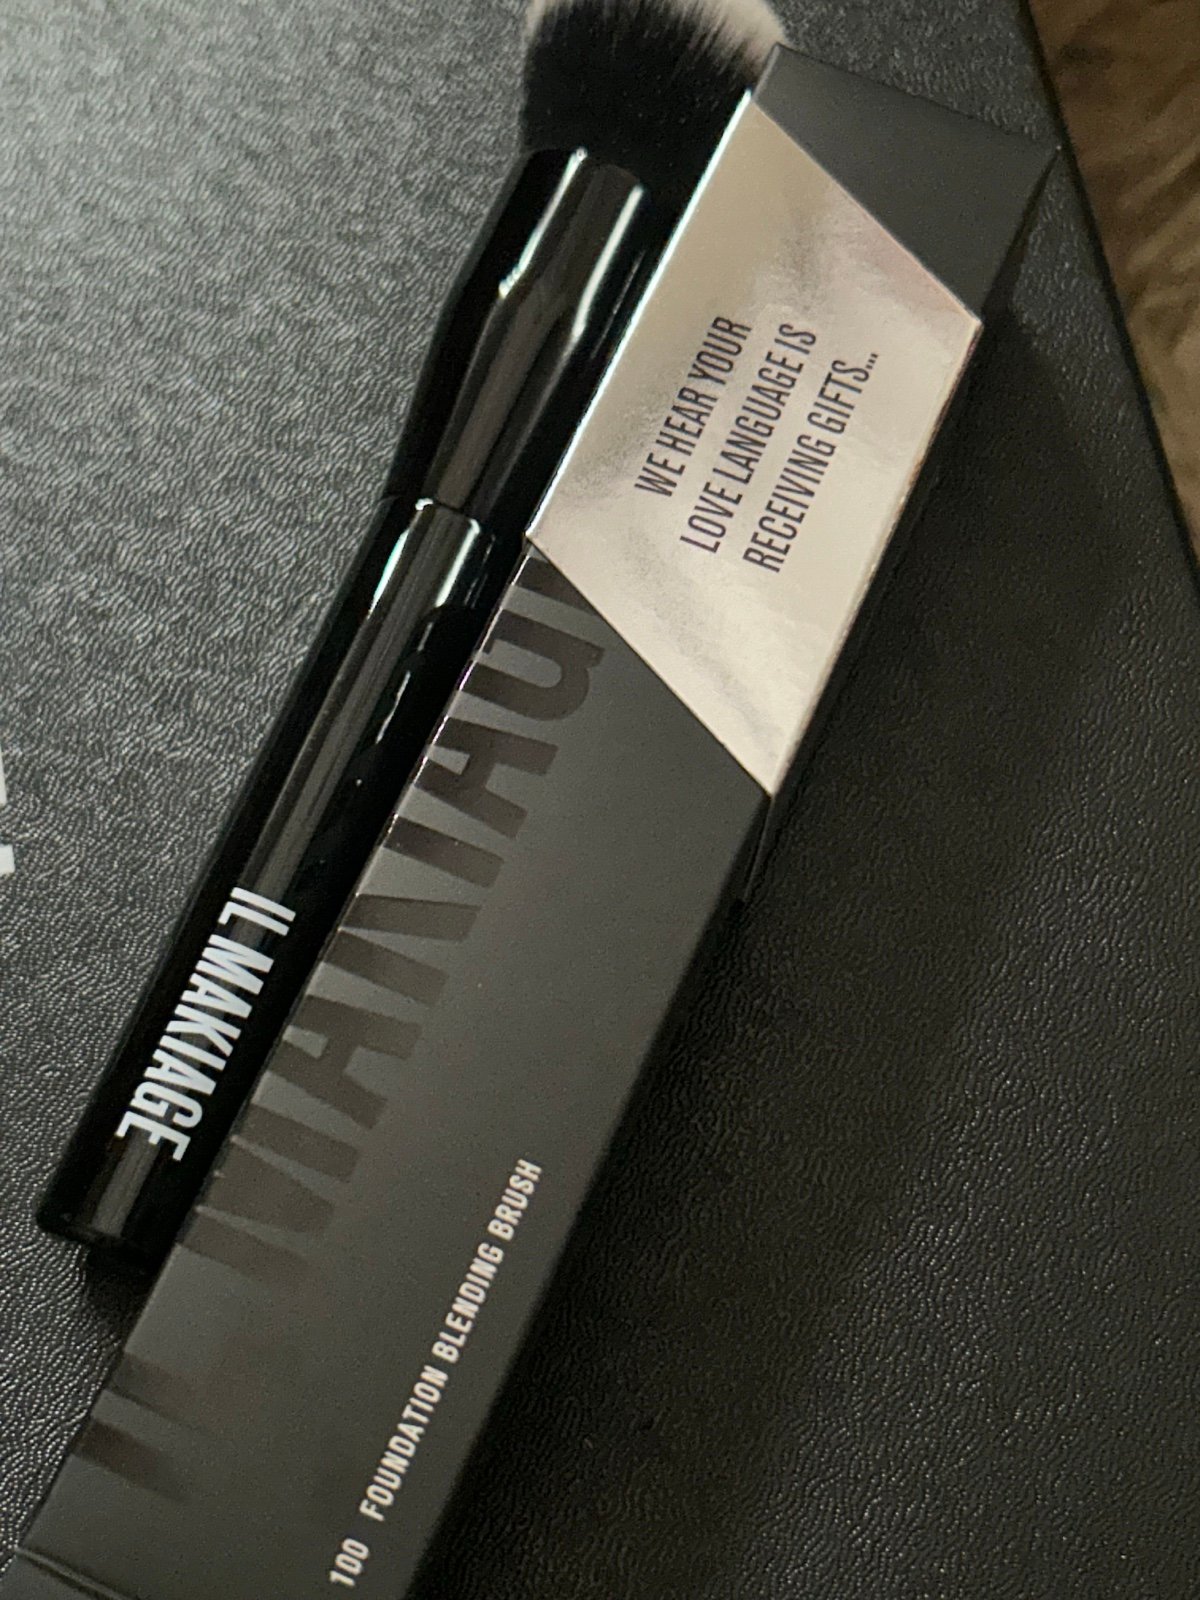 WE HEAR YOUR
LOVE LANGUAGE IS
RECEIVING GIFTS...
IL MAKIAGE
100 FOUNDATION BLENDING BRUSH